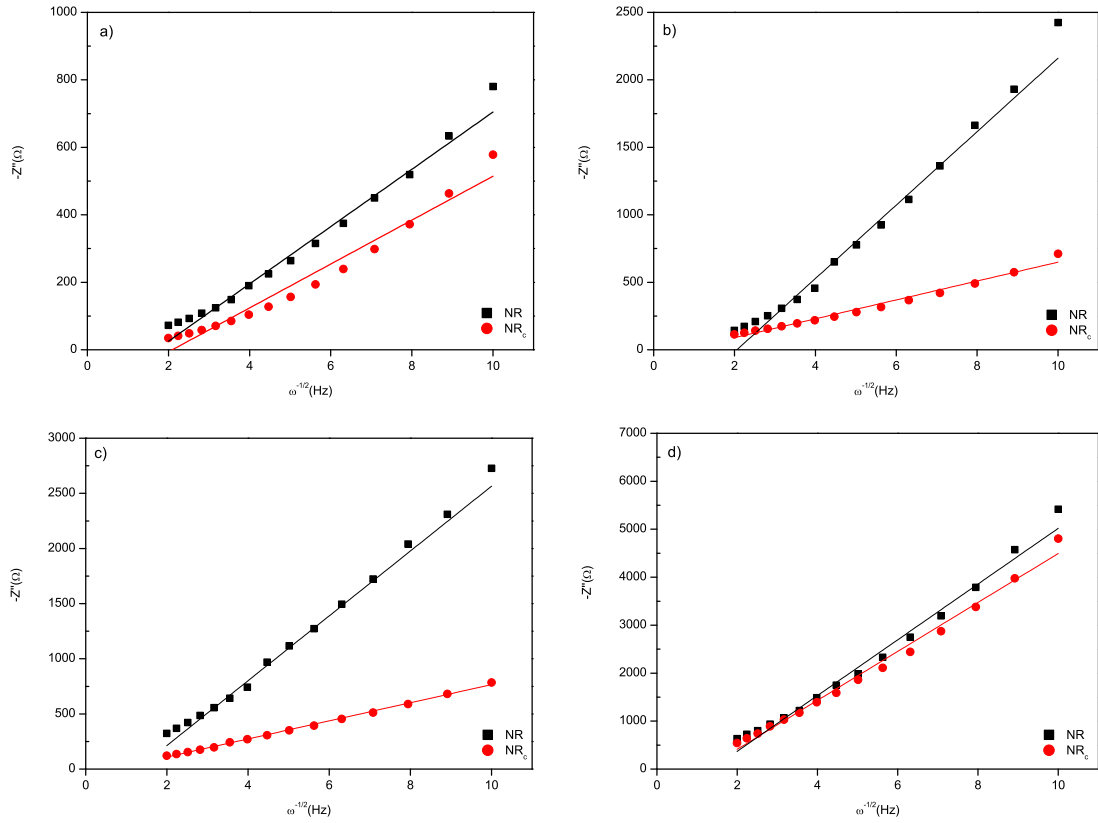 a)
-1000
800
600
400
200
0
-Z''(Ω)
0 2 4 6 8 10
ω^-1/2(Hz)
NR
NR_c
b)
2500
2000
1500
1000
500
0
-Z''(Ω)
0 2 4 6 8 10
ω^-1/2(Hz)
NR
NR_c
c)
3000
2500
2000
1500
1000
500
0
-Z''(Ω)
0 2 4 6 8 10
ω^-1/2(Hz)
NR
NR_c
d)
7000
6000
5000
4000
3000
2000
1000
0
-Z''(Ω)
0 2 4 6 8 10
ω^-1/2(Hz)
NR
NR_c